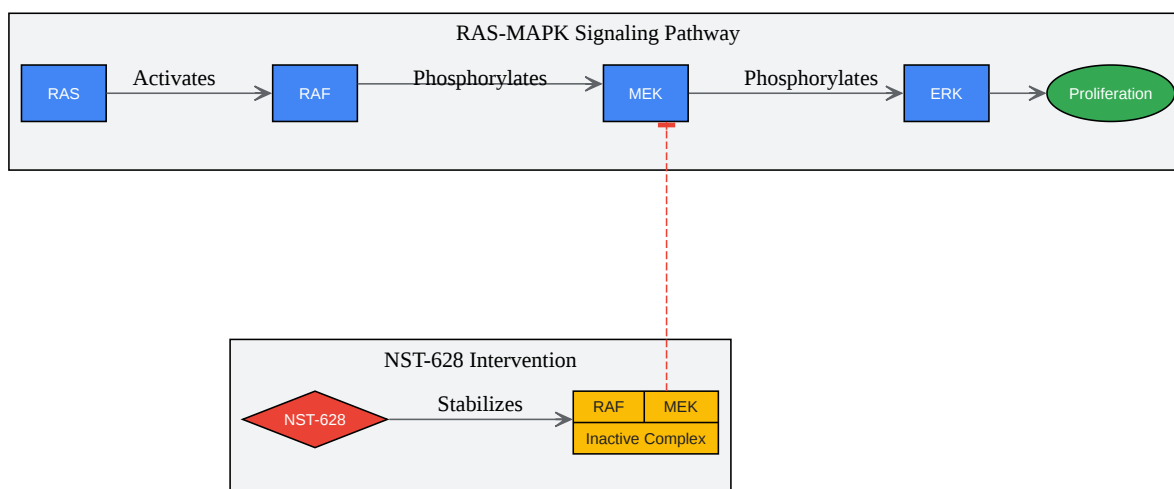 RAS-MAPK Signaling Pathway
RAS
Activates
RAF
Phosphorylates
MEK
Phosphorylates
ERK
Proliferation
NST-628 Intervention
NST-628
Stabilizes
RAF
MEK
Inactive Complex